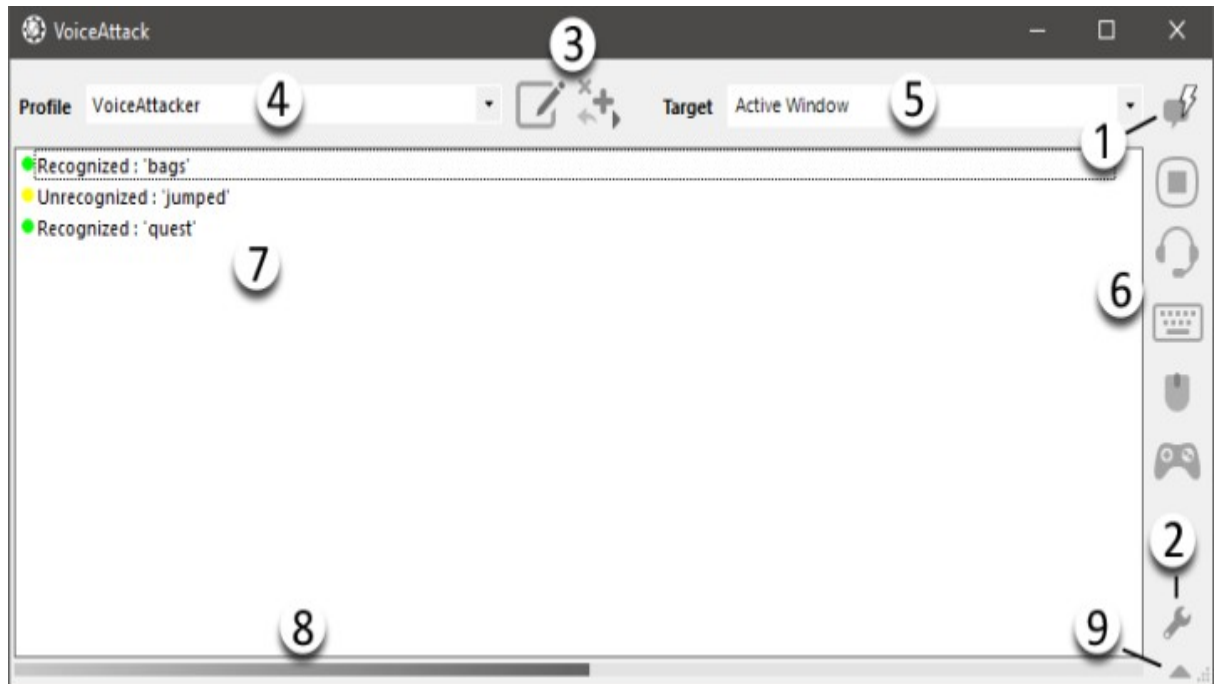 VoiceAttack
3
Profile VoiceAttacker 4 Target Active Window 5
1
Recognized : 'bags'
Unrecognized : 'jumped'
Recognized : 'quest'
7
6
2
8
9